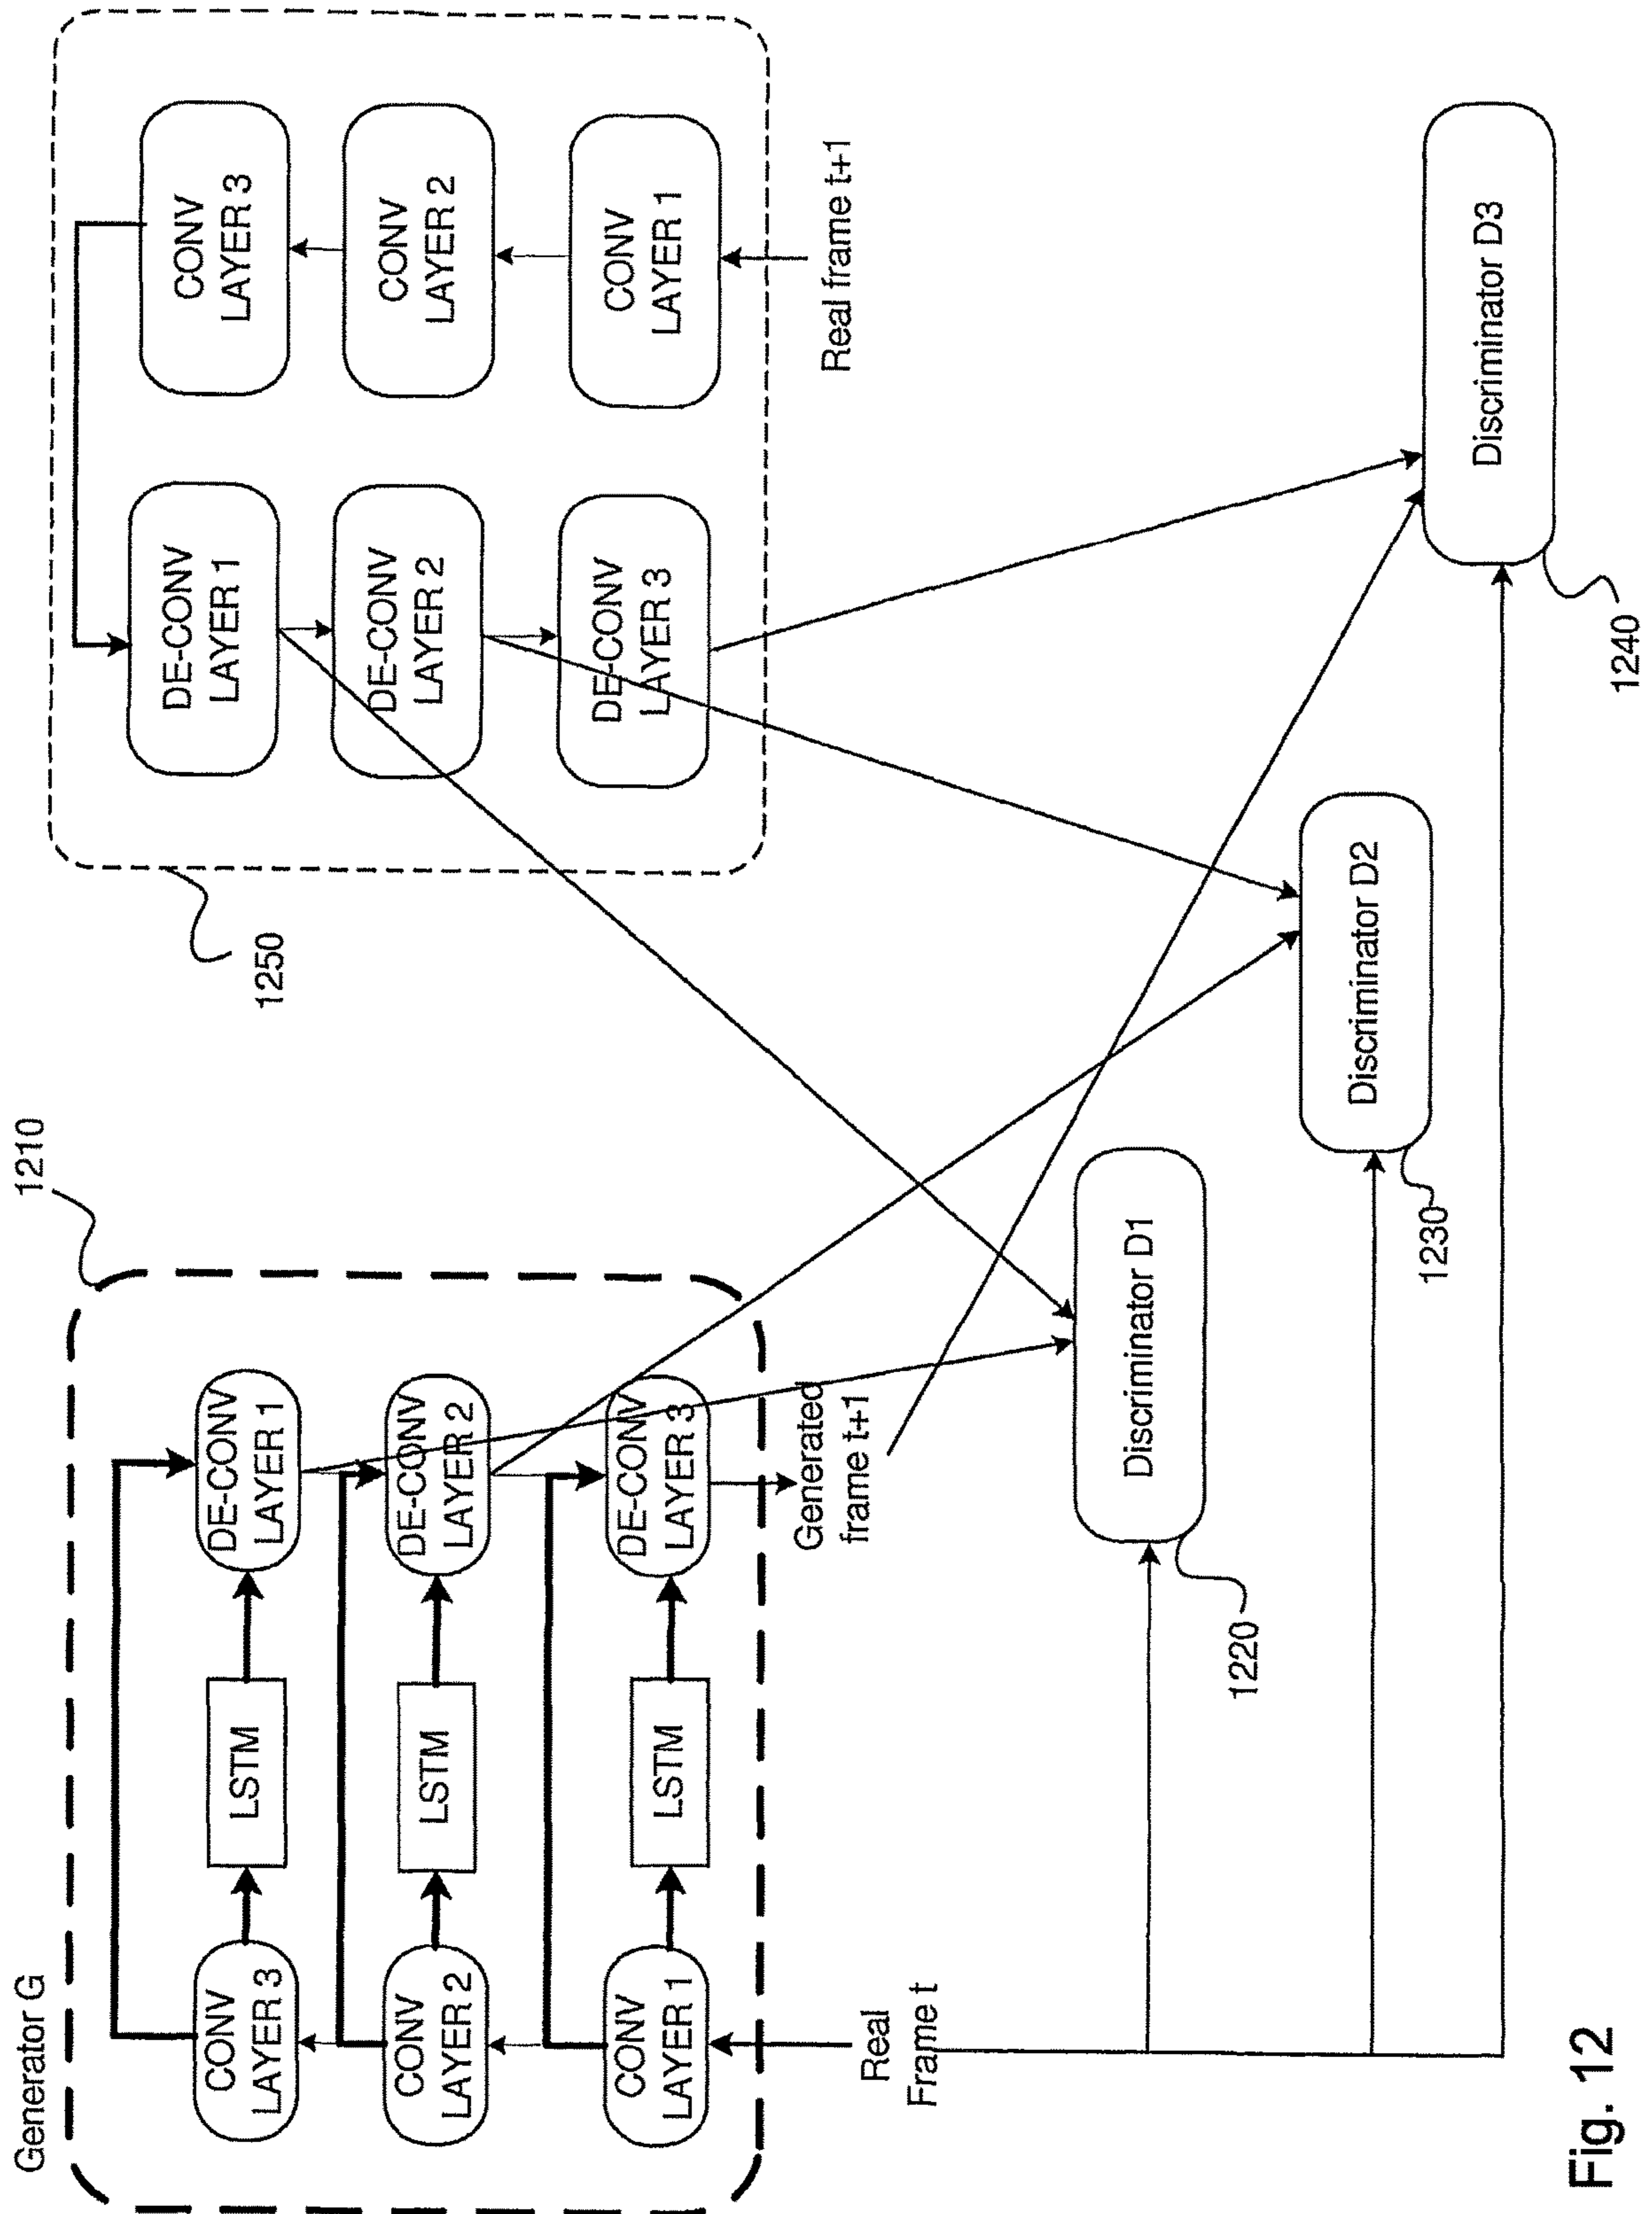 Generator G
1210
CONV
LAYER 3
LSTM
DE-CONV
LAYER 1
CONV
LAYER 2
LSTM
DE-CONV
LAYER 2
CONV
LAYER 1
LSTM
DE-CONV
LAYER 3
Real
Frame t
Generated
frame t+1
1250
DE-CONV
LAYER 1
CONV
LAYER 3
DE-CONV
LAYER 2
CONV
LAYER 2
DE-CONV
LAYER 3
CONV
LAYER 1
Real frame t+1
Discriminator D1
1220
Discriminator D2
1230
Discriminator D3
1240
Fig. 12